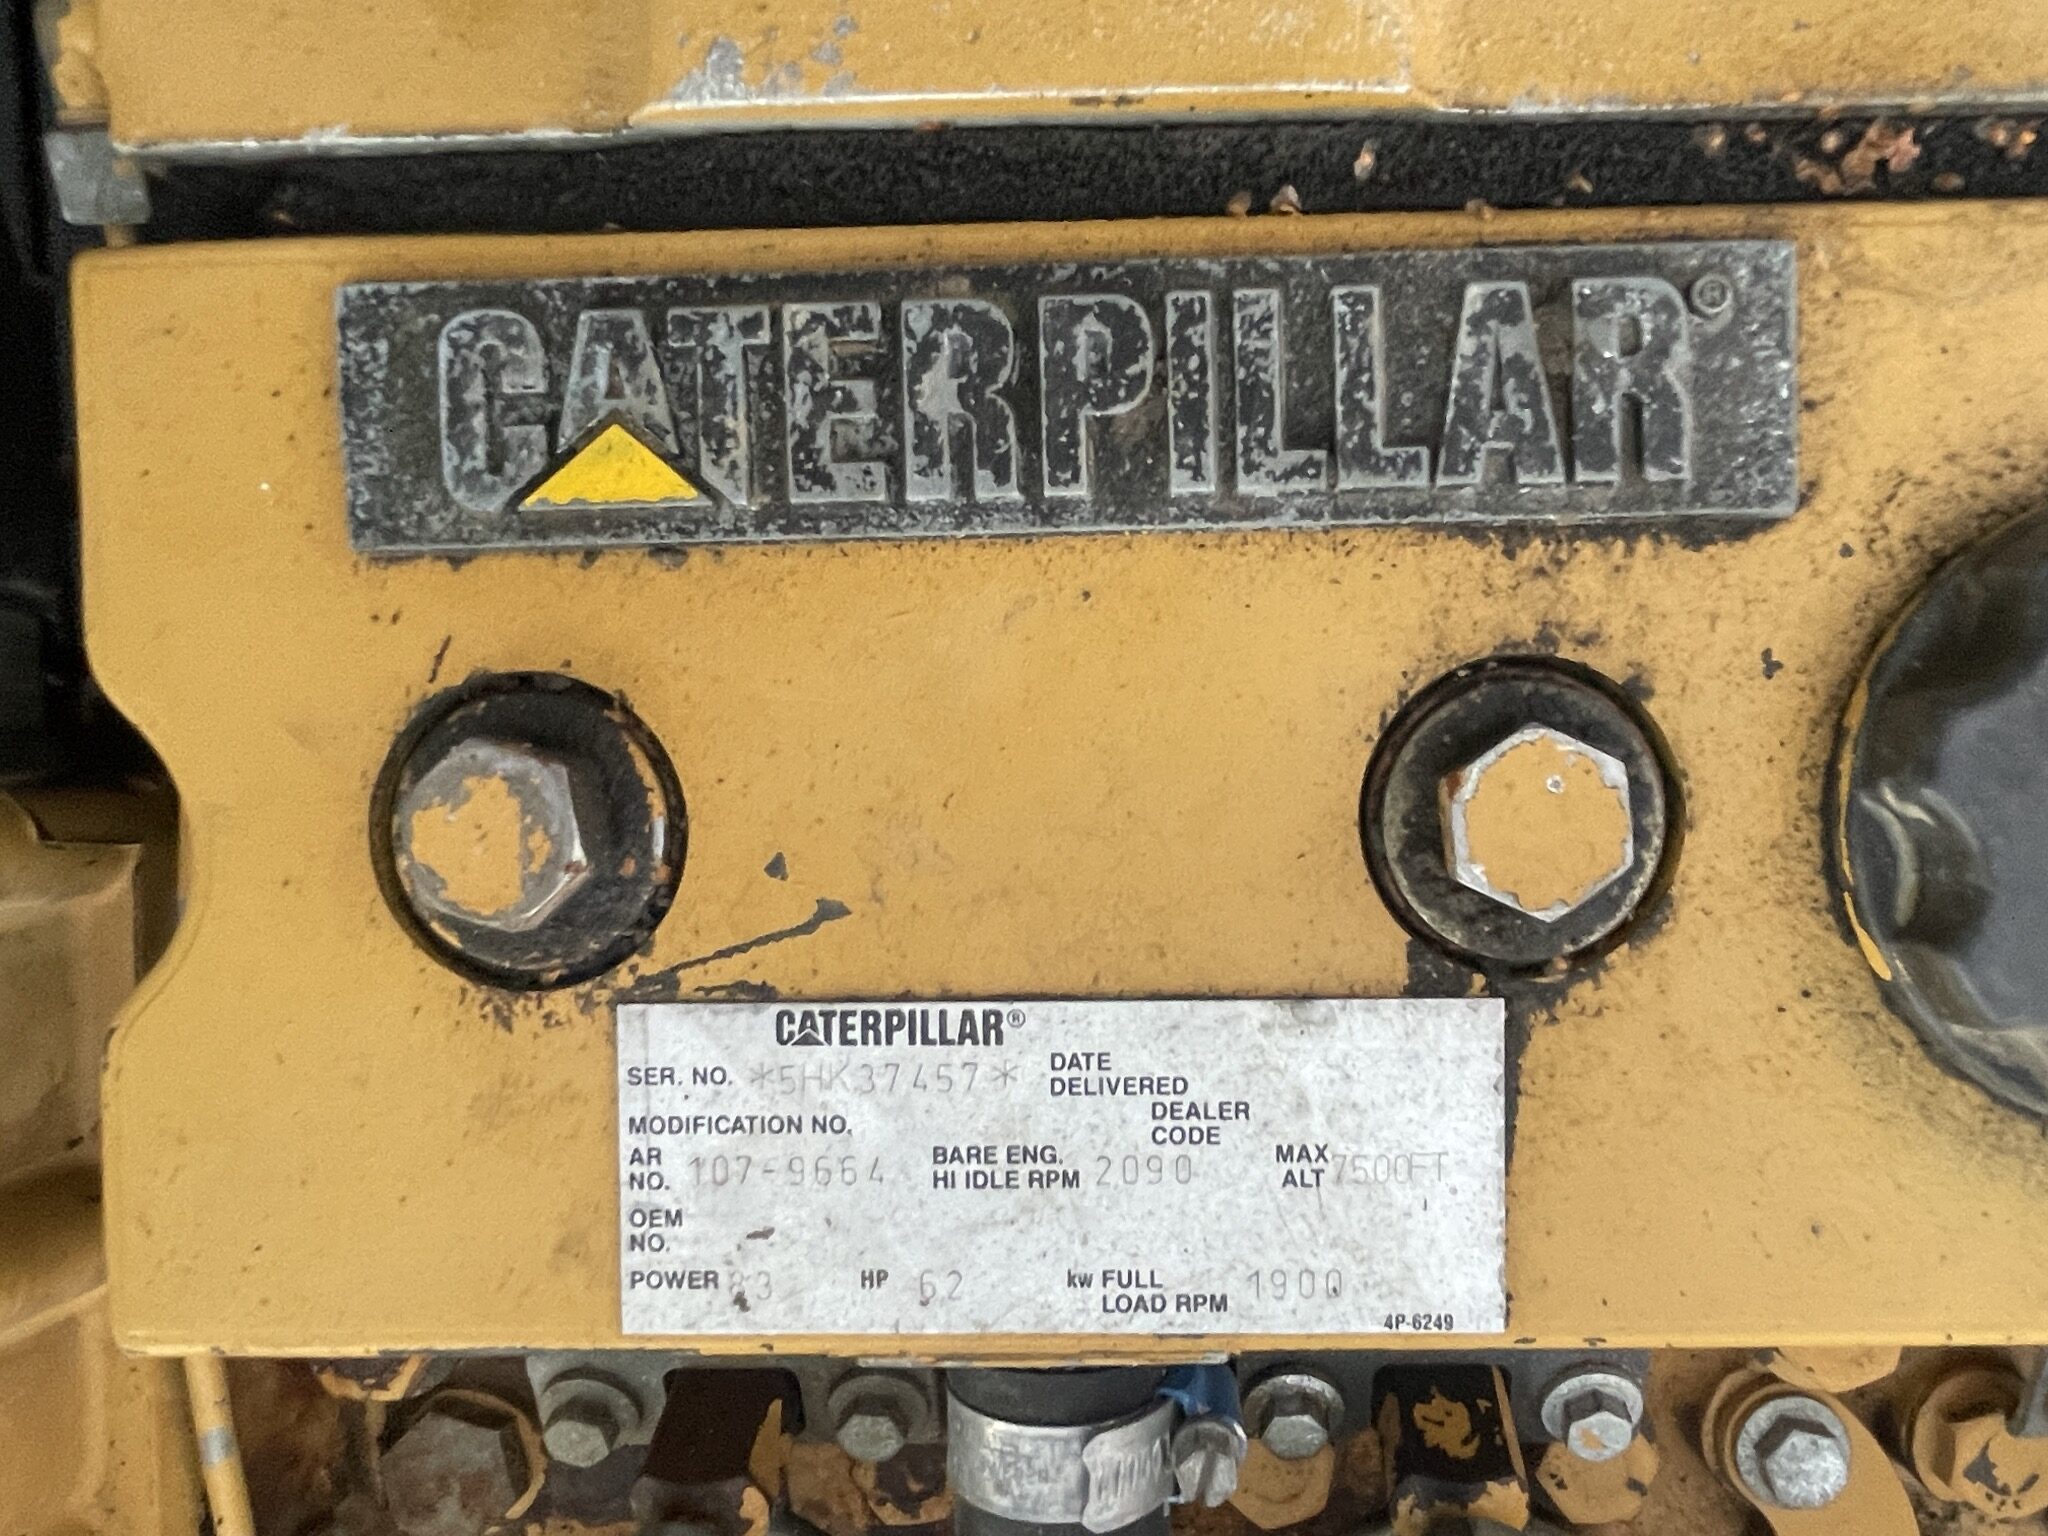 CATERPILLAR®
CATERPILLAR®
SER. NO. *5HK37457* DATE DELIVERED
MODIFICATION NO. DEALER CODE
AR NO. 107-9664 BARE ENG. HI IDLE RPM 2090 MAX ALT 7500FT
OEM NO.
POWER 83 HP 62 kw FULL LOAD RPM 1900
4P-6249